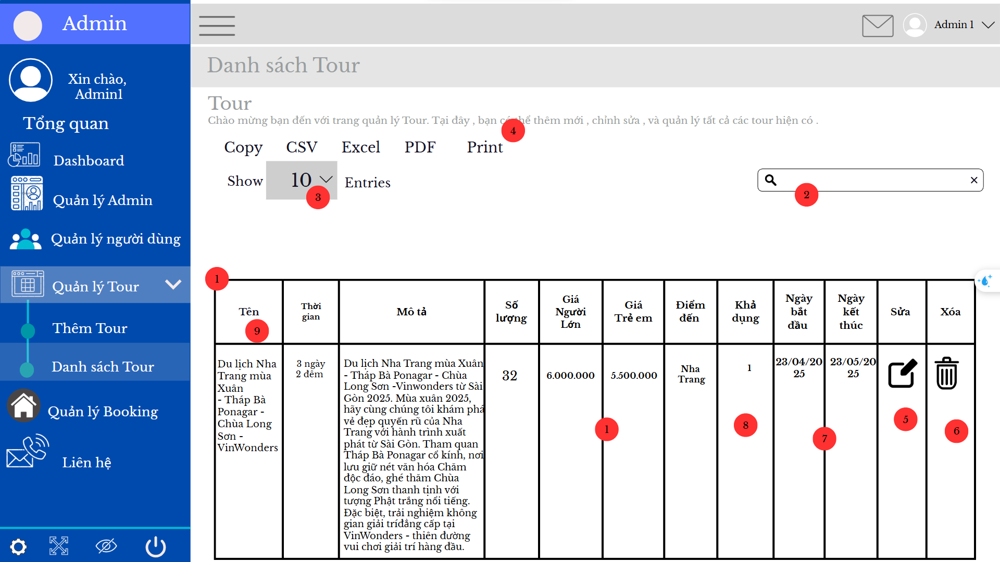 Admin
Admin 1
Xin chào,
Admin1
Tổng quan
Dashboard
Quản lý Admin
Quản lý người dùng
Quản lý Tour
Thêm Tour
Danh sách Tour
Quản lý Booking
Liên hệ
Danh sách Tour
Tour
Chào mừng bạn đến với trang quản lý Tour. Tại đây , bạn có thể thêm mới , chỉnh sửa , và quản lý tất cả các tour hiện có .
4
Copy CSV Excel PDF Print
Show 10 Entries
3
2
1
Tên
9
Thời
gian
Mô tả
Số
lượng
Giá
Người
Lớn
Giá
Trẻ em
Điểm
đến
Khả
dụng
Ngày
bắt
đầu
Ngày
kết
thúc
Sửa
Xóa
Du lịch Nha
Trang mùa
Xuân
- Tháp Bà
Ponagar -
Chùa Long
Sơn -
VinWonders
3 ngày
2 đêm
Du lịch Nha Trang mùa Xuân
- Tháp Bà Ponagar - Chùa
Long Sơn -Vinwonders từ Sài
Gòn 2025. Mùa xuân 2025,
hãy cùng chúng tôi khám phá
vẻ đẹp quyến rũ của Nha
Trang với hành trình xuất
phát từ Sài Gòn. Tham quan
Tháp Bà Ponagar cổ kính, nơi
lưu giữ nét văn hóa Chăm
độc đáo, ghé thăm Chùa
Long Sơn thanh tịnh với
tượng Phật trắng nổi tiếng.
Đặc biệt, trải nghiệm không
gian giải tríđẳng cấp tại
VinWonders - thiên đường
vui chơi giải trí hàng đầu.
32
6.000.000
5.500.000
1
Nha
Trang
1
8
23/04/20
25
23/05/20
25
7
5
6